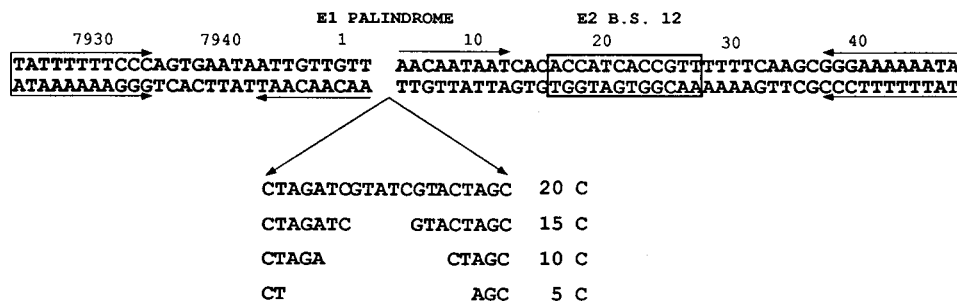 E1 PALINDROME E2 B.S. 12
7930 7940 1 10 20 30 40
TATTTTTTCCCAGTGAATAATTGTTGTT AACAATAATCACACCATCACCGTTTTTTCAAGCGGGAAAAAATA
ATAAAAAAGGGTCACTTATTAACAACAA TTGTTATTAGTGTGGTAGTGGCAAAAAAGTTCGCCCTTTTTTAT
CTAGATCGTATCGTACTAGC 20 C
CTAGATC GTACTAGC 15 C
CTAGA CTAGC 10 C
CT AGC 5 C